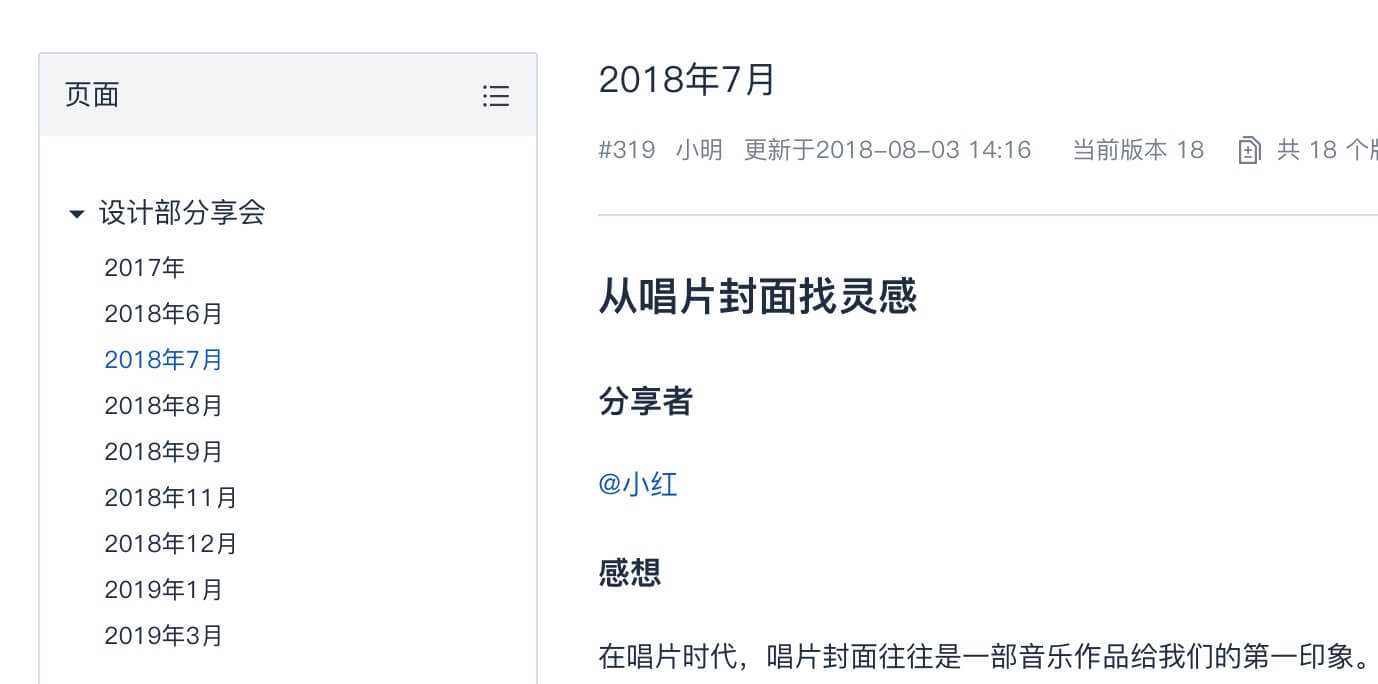 页面
设计部分享会
2017年
2018年6月
2018年7月
2018年8月
2018年9月
2018年11月
2018年12月
2019年1月
2019年3月
2018年7月
#319 小明 更新于2018-08-03 14:16 当前版本 18 共 18 个
从唱片封面找灵感
分享者
@小红
感想
在唱片时代，唱片封面往往是一部音乐作品给我们的第一印象。